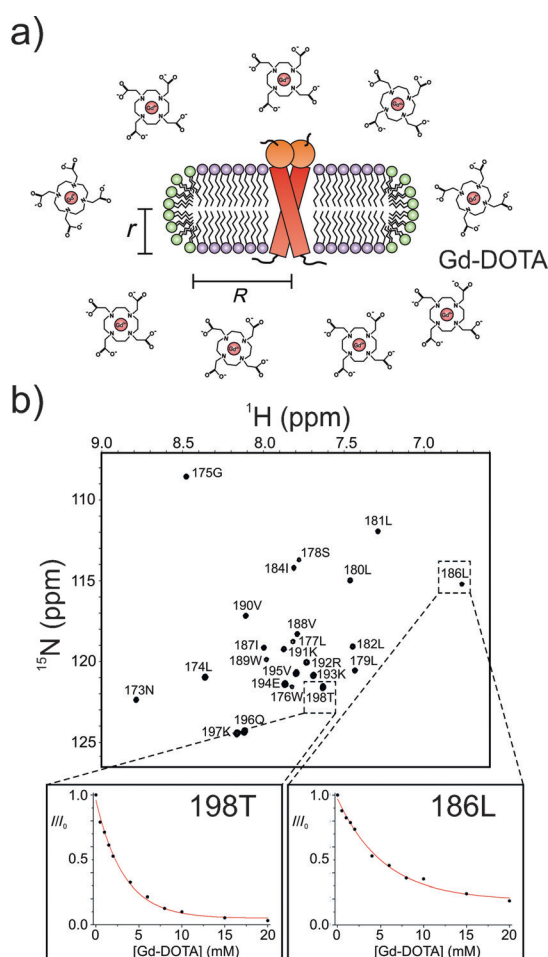 a)
r
R
Gd-DOTA
b)
¹H (ppm)
9.0 8.5 8.0 7.5 7.0
¹⁵N (ppm)
110
115
120
125
175G
181L
178S
184I
180L
186L
190V
188V
187I
177L
191K
182L
189W
192R
179L
174L
195V
193K
194E
173N
176W
198T
196Q
197K
198T
I/I₀
1.0
0.5
0.0
0 5 10 15 20
[Gd-DOTA] (mM)
186L
I/I₀
1.0
0.5
0.0
0 5 10 15 20
[Gd-DOTA] (mM)